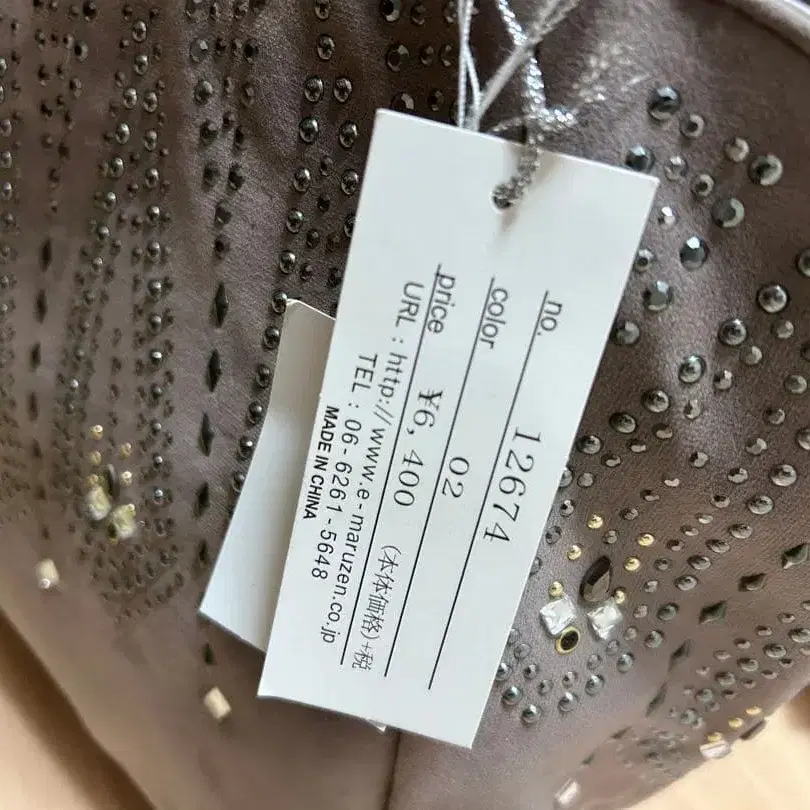 no. 12674
color 02
price ¥6,400 (本体価格)+税
URL : http://www.e-maruzen.co.jp
TEL : 06-6261-5648
MADE IN CHINA